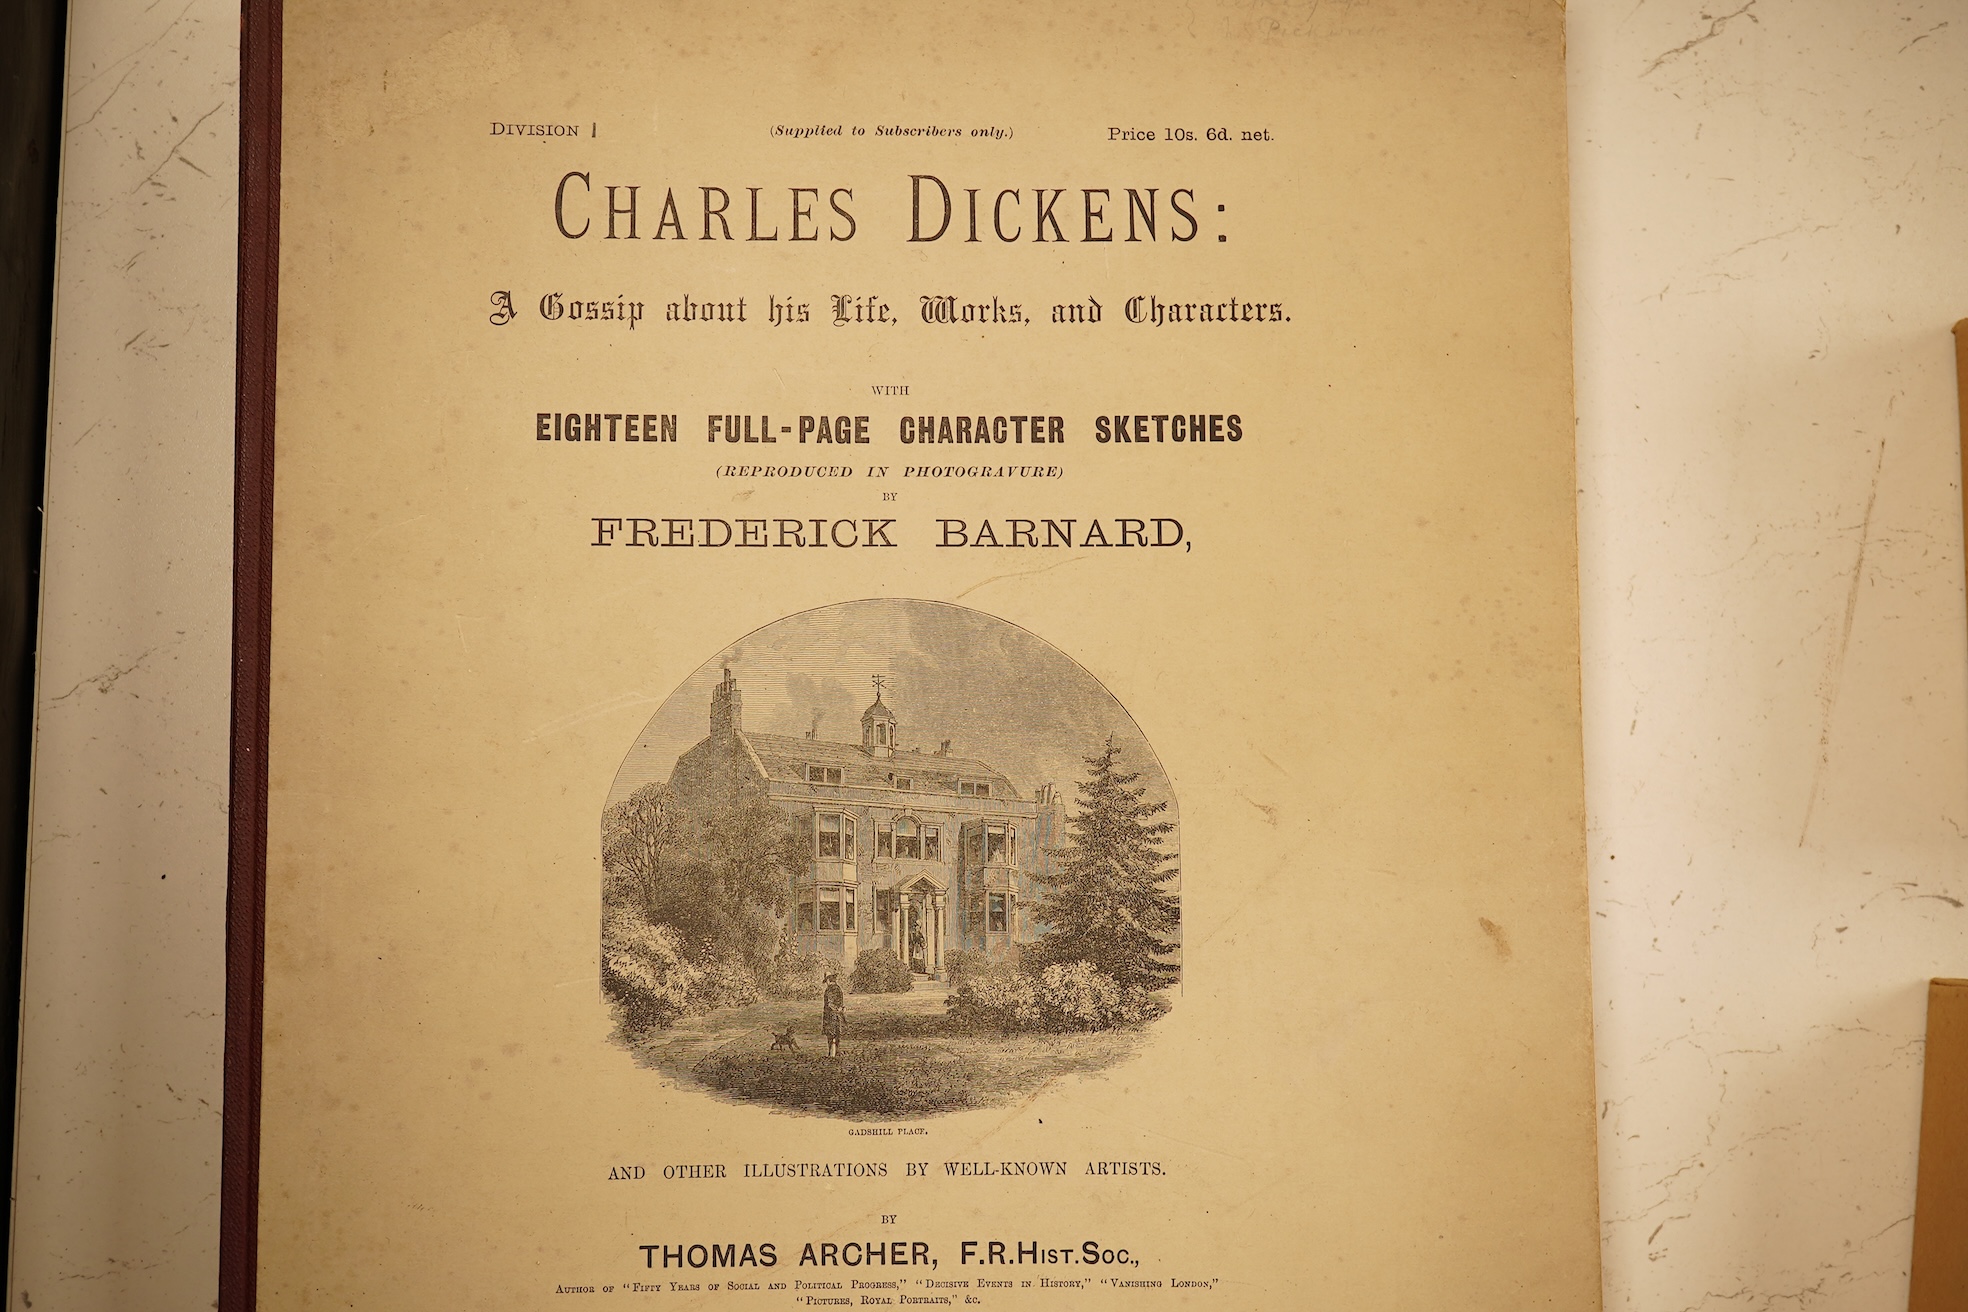 DIVISION I (Supplied to Subscribers only.) Price 10s. 6d. net.
CHARLES DICKENS:
A Gossip about his Life, Works, and Characters.
WITH
EIGHTEEN FULL-PAGE CHARACTER SKETCHES
(REPRODUCED IN PHOTOGRAVURE)
BY
FREDERICK BARNARD,
GADSHILL PLACE.
AND OTHER ILLUSTRATIONS BY WELL-KNOWN ARTISTS.
BY
THOMAS ARCHER, F.R.HIST.SOC.,
AUTHOR OF "FIFTY YEARS OF SOCIAL AND POLITICAL PROGRESS," "DECISIVE EVENTS IN HISTORY," "VANISHING LONDON,"
"PICTURES, ROYAL PORTRAITS," &C.